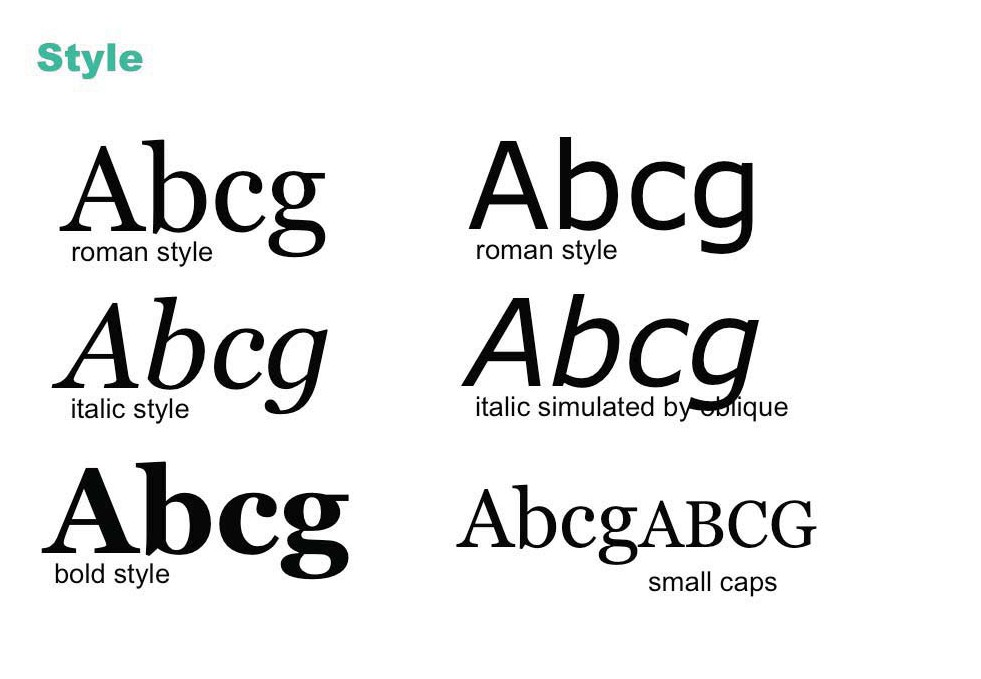 Style
Abcg
roman style
Abcg
roman style
Abcg
italic style
Abcg
italic simulated by oblique
Abcg
bold style
AbcgABCG
small caps